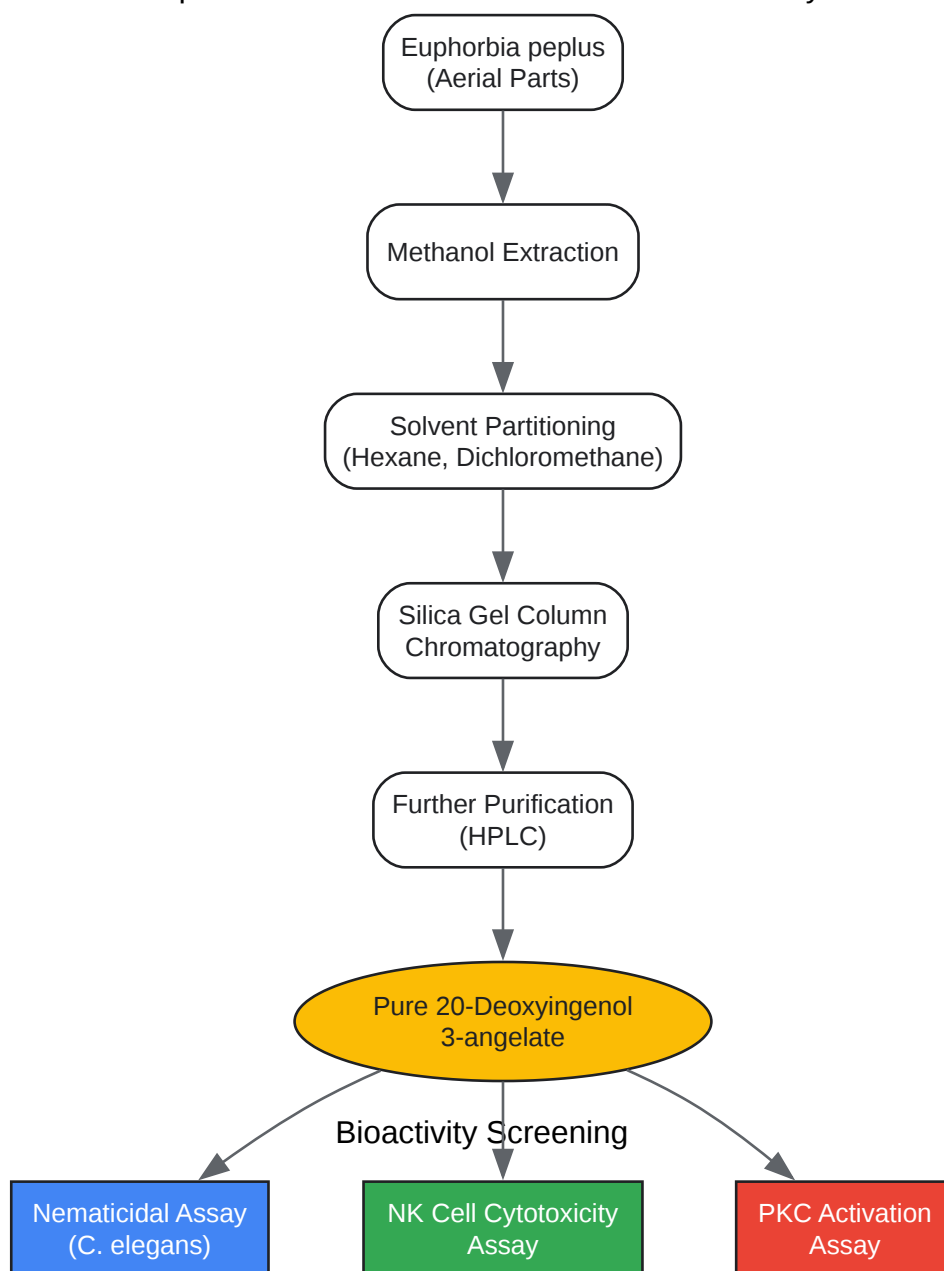 Euphorbia peplus
(Aerial Parts)
Methanol Extraction
Solvent Partitioning
(Hexane, Dichloromethane)
Silica Gel Column
Chromatography
Further Purification
(HPLC)
Pure 20-Deoxyingenol
3-angelate
Bioactivity Screening
Nematicidal Assay
(C. elegans)
NK Cell Cytotoxicity
Assay
PKC Activation
Assay